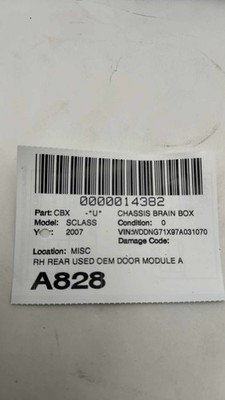 0000014382
Part: CBX -*U* CHASSIS BRAIN BOX
Model: SCLASS Condition: 0
2007 VIN:WDDNG71X97A031070
Damage Code:
Location: MISC
RH REAR USED OEM DOOR MODULE A
A828